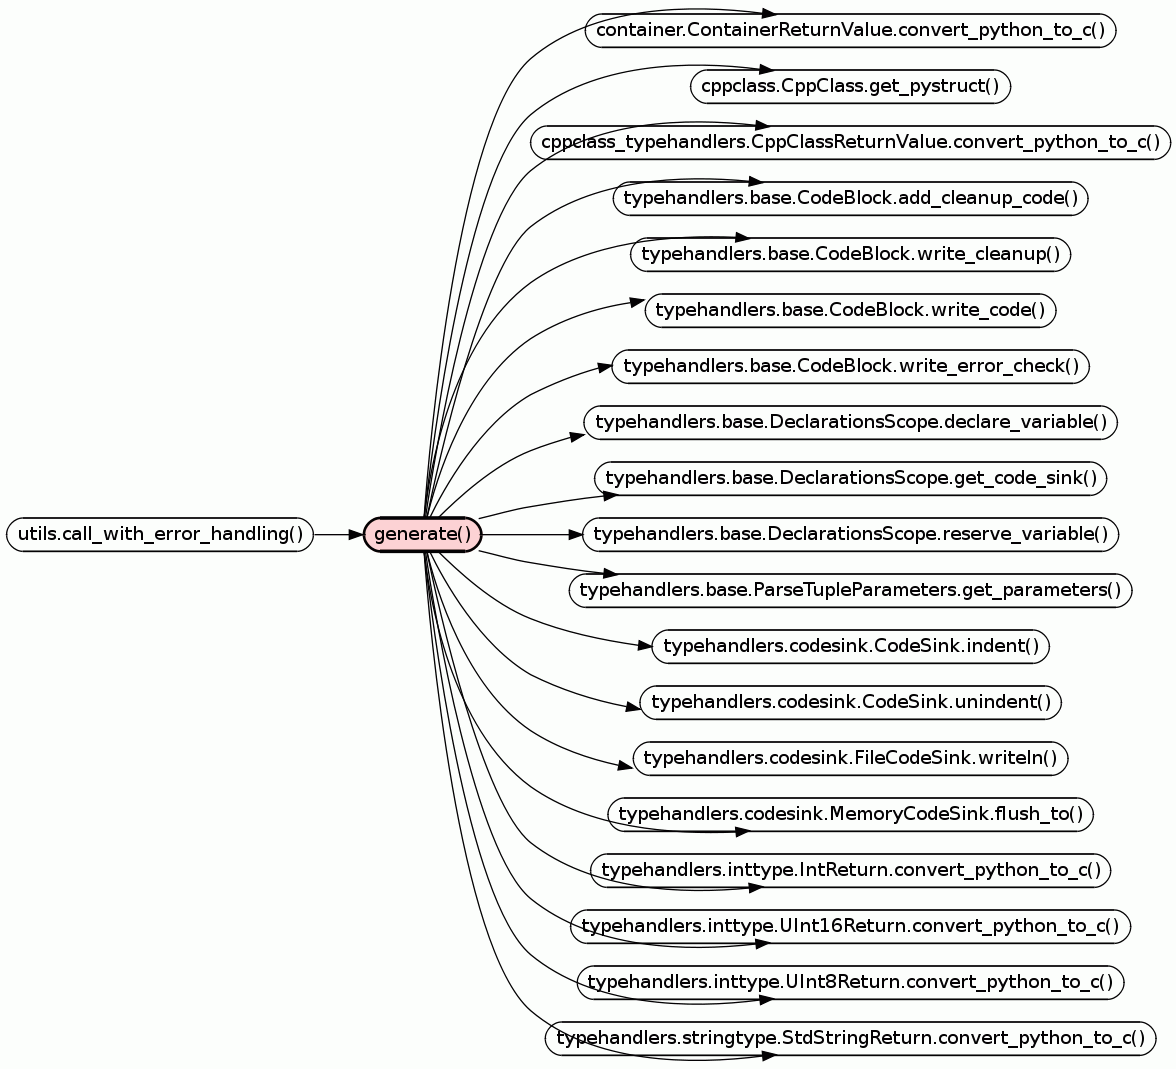 container.ContainerReturnValue.convert_python_to_c()
cppclass.CppClass.get_pystruct()
cppclass_typehandlers.CppClassReturnValue.convert_python_to_c()
typehandlers.base.CodeBlock.add_cleanup_code()
typehandlers.base.CodeBlock.write_cleanup()
typehandlers.base.CodeBlock.write_code()
typehandlers.base.CodeBlock.write_error_check()
typehandlers.base.DeclarationsScope.declare_variable()
typehandlers.base.DeclarationsScope.get_code_sink()
utils.call_with_error_handling()
generate()
typehandlers.base.DeclarationsScope.reserve_variable()
typehandlers.base.ParseTupleParameters.get_parameters()
typehandlers.codesink.CodeSink.indent()
typehandlers.codesink.CodeSink.unindent()
typehandlers.codesink.FileCodeSink.writeln()
typehandlers.codesink.MemoryCodeSink.flush_to()
typehandlers.inttype.IntReturn.convert_python_to_c()
typehandlers.inttype.UInt16Return.convert_python_to_c()
typehandlers.inttype.UInt8Return.convert_python_to_c()
typehandlers.stringtype.StdStringReturn.convert_python_to_c()